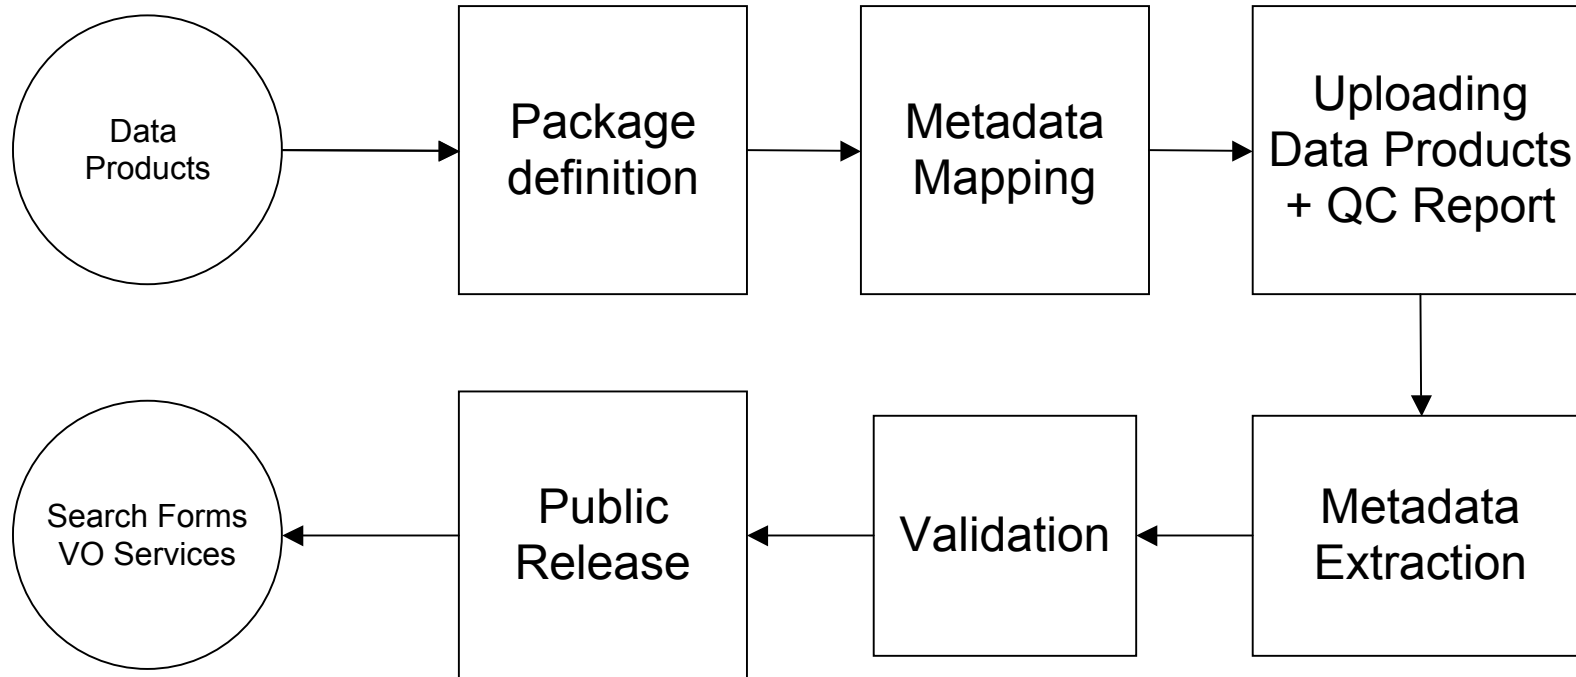 Data
Products
Package
definition
Metadata
Mapping
Uploading
Data Products
+ QC Report
Search Forms
VO Services
Public
Release
Validation
Metadata
Extraction